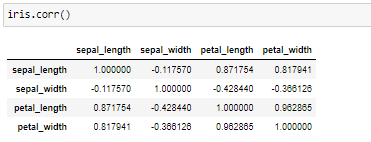 iris.corr()
sepal_length sepal_width petal_length petal_width
sepal_length 1.000000 -0.117570 0.871754 0.817941
sepal_width -0.117570 1.000000 -0.428440 -0.366126
petal_length 0.871754 -0.428440 1.000000 0.962865
petal_width 0.817941 -0.366126 0.962865 1.000000